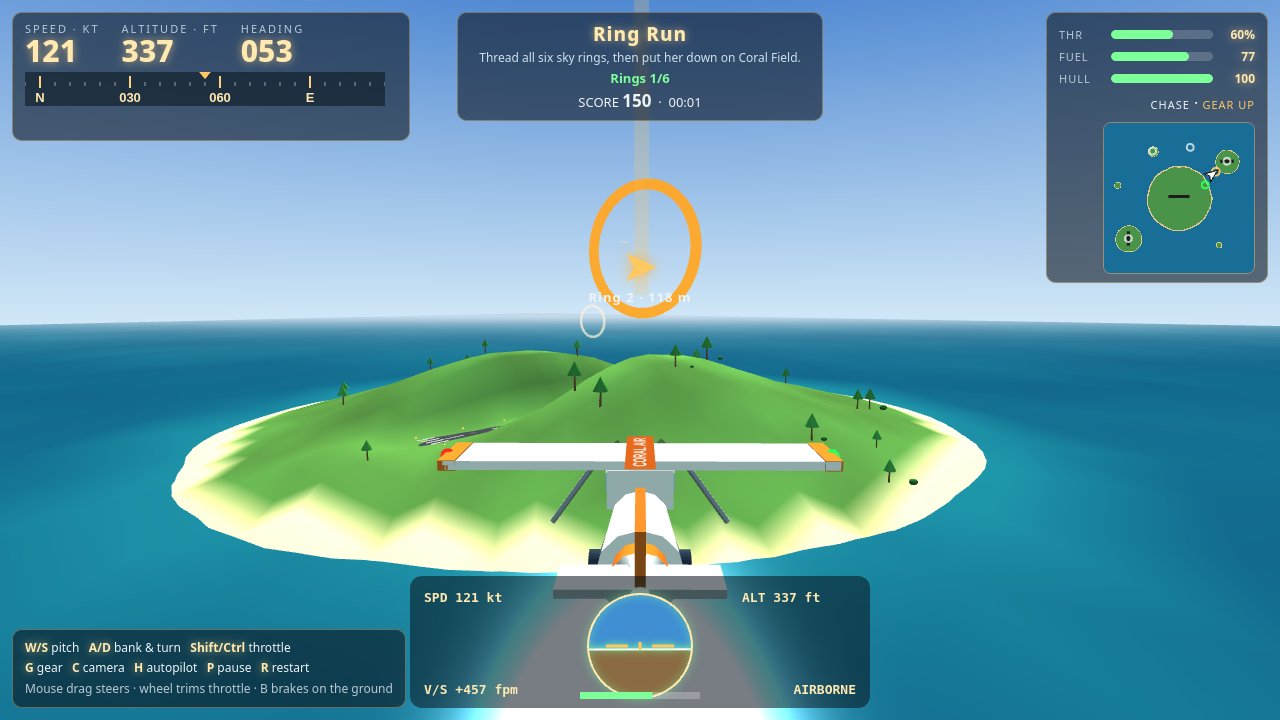 SPEED · KT ALTITUDE · FT HEADING
121 337 053
N 030 060 E
Ring Run
Thread all six sky rings, then put her down on Coral Field.
Rings 1/6
SCORE 150 · 00:01
THR 60%
FUEL 77
HULL 100
CHASE · GEAR UP
Ring 2 · 118 m
CORAL AIR
SPD 121 kt ALT 337 ft
V/S +457 fpm AIRBORNE
W/S pitch A/D bank & turn Shift/Ctrl throttle
G gear C camera H autopilot P pause R restart
Mouse drag steers · wheel trims throttle · B brakes on the ground